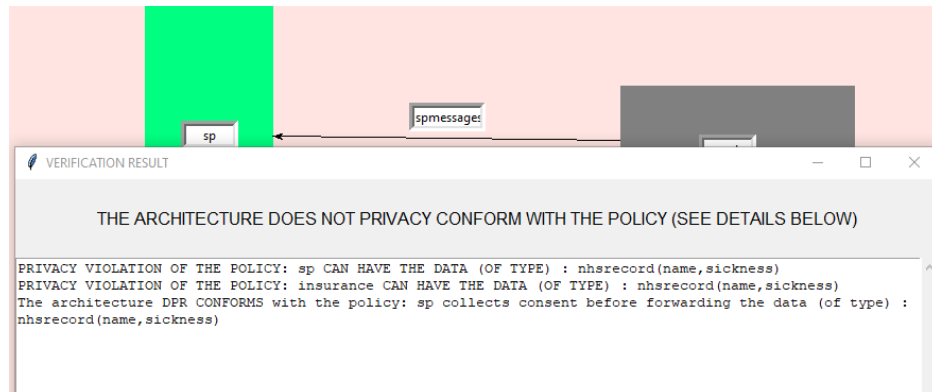 spmessages
sp
VERIFICATION RESULT
THE ARCHITECTURE DOES NOT PRIVACY CONFORM WITH THE POLICY (SEE DETAILS BELOW)
PRIVACY VIOLATION OF THE POLICY: sp CAN HAVE THE DATA (OF TYPE) : nhsrecord(name,sickness)
PRIVACY VIOLATION OF THE POLICY: insurance CAN HAVE THE DATA (OF TYPE) : nhsrecord(name,sickness)
The architecture DPR CONFORMS with the policy: sp collects consent before forwarding the data (of type) :
nhsrecord(name,sickness)